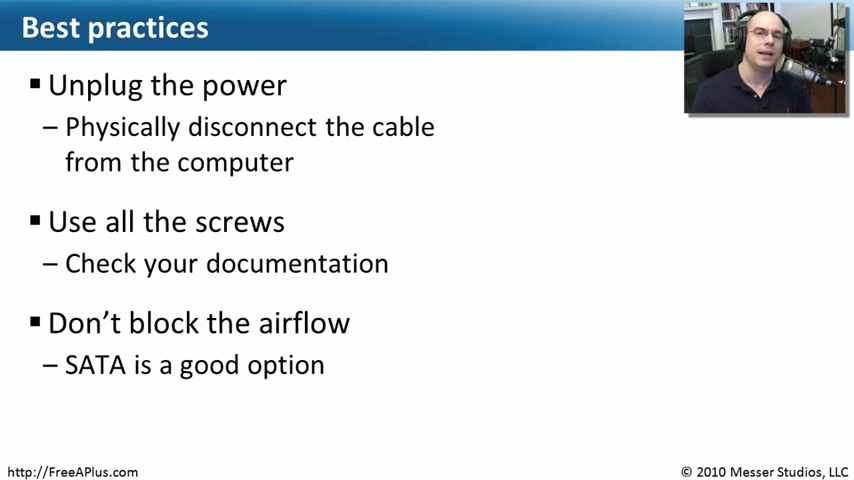 Best practices
▪ Unplug the power
– Physically disconnect the cable
from the computer
▪ Use all the screws
– Check your documentation
▪ Don’t block the airflow
– SATA is a good option
http://FreeAPlus.com
© 2010 Messer Studios, LLC